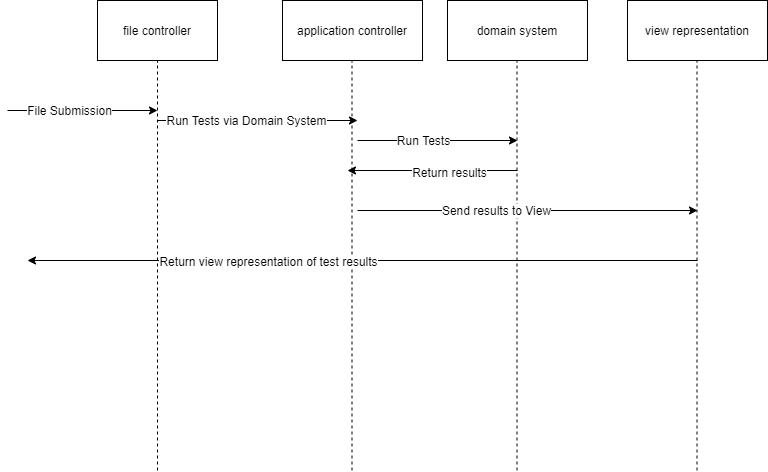 file controller
application controller
domain system
view representation
File Submission
Run Tests via Domain System
Run Tests
Return results
Send results to View
Return view representation of test results